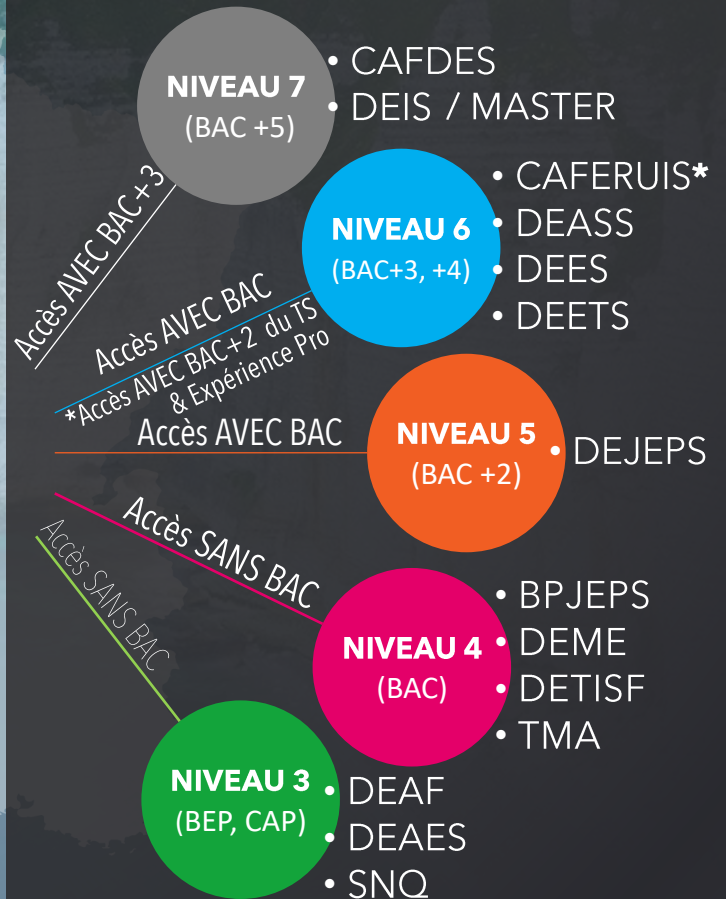 NIVEAU 7
(BAC +5)
• CAFDES
• DEIS / MASTER
Accès AVEC BAC+3
NIVEAU 6
(BAC+3, +4)
• CAFERUIS*
• DEASS
• DEES
• DEETS
Accès AVEC BAC
*Accès AVEC BAC+2 du TS
& Expérience Pro
Accès AVEC BAC
NIVEAU 5
(BAC +2)
• DEJEPS
Accès SANS BAC
NIVEAU 4
(BAC)
• BPJEPS
• DEME
• DETISF
• TMA
Accès SANS BAC
NIVEAU 3
(BEP, CAP)
• DEAF
• DEAES
• SNQ